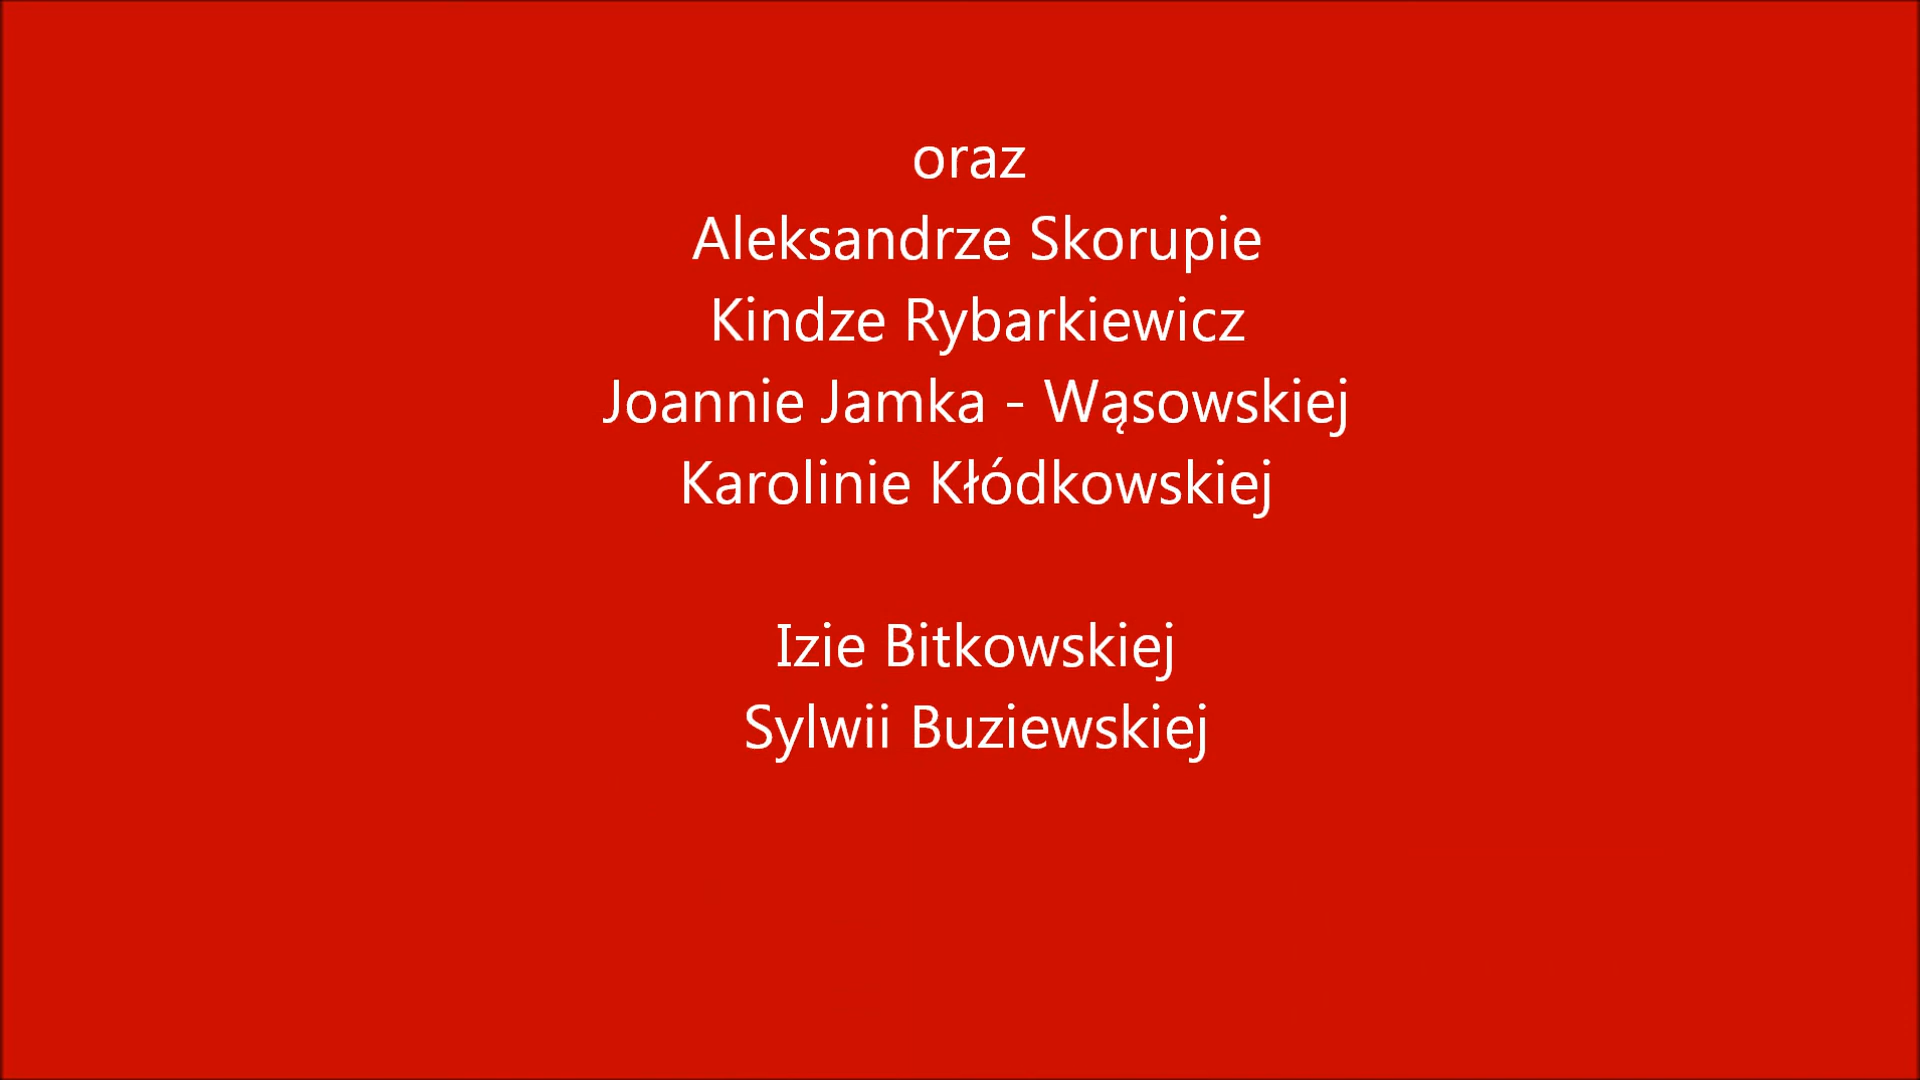 oraz
Aleksandrze Skorupie
Kindze Rybarkiewicz
Joannie Jamka - Wąsowskiej
Karolinie Kłódkowskiej
Izie Bitkowskiej
Sylwii Buziewskiej